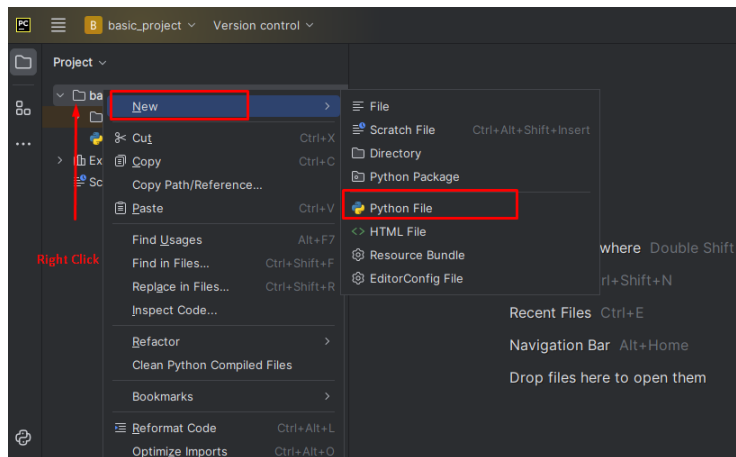 PC
B basic_project Version control
Project
ba
Ex
Sc
Right Click
New
Cut Ctrl+X
Copy Ctrl+C
Copy Path/Reference...
Paste Ctrl+V
Find Usages Alt+F7
Find in Files... Ctrl+Shift+F
Replace in Files... Ctrl+Shift+R
Inspect Code...
Refactor
Clean Python Compiled Files
Bookmarks
Reformat Code Ctrl+Alt+L
Optimize Imports Ctrl+Alt+O
File
Scratch File Ctrl+Alt+Shift+Insert
Directory
Python Package
Python File
HTML File
Resource Bundle
EditorConfig File
where Double Shift
rl+Shift+N
Recent Files Ctrl+E
Navigation Bar Alt+Home
Drop files here to open them